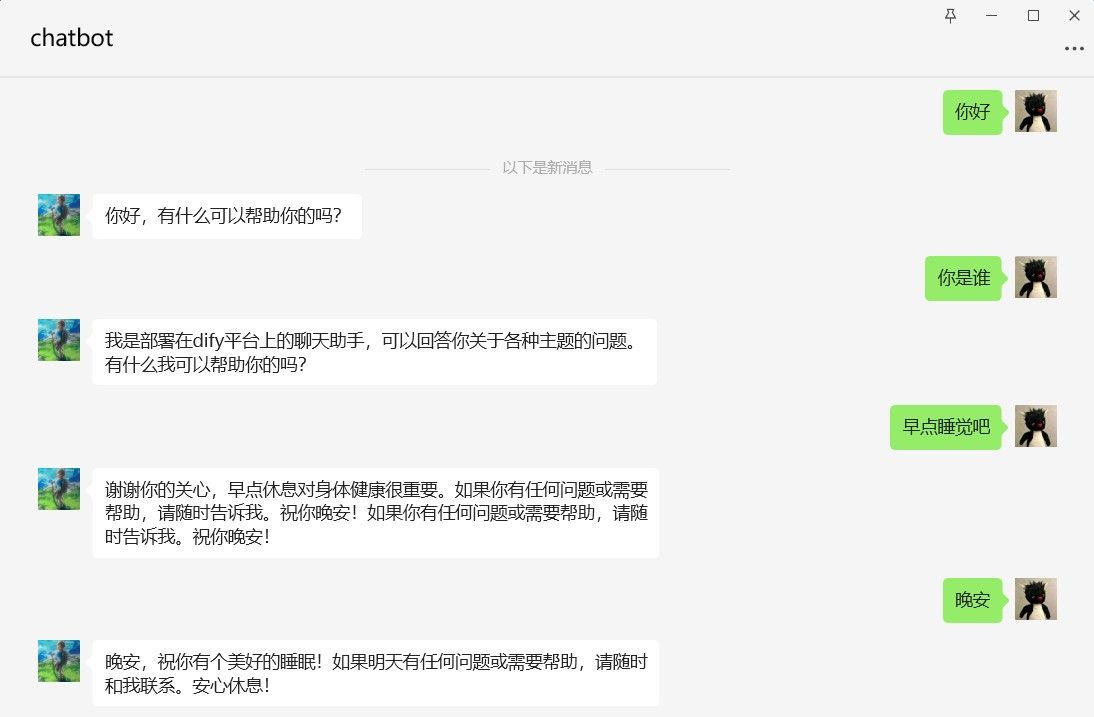 chatbot
你好
以下是新消息
你好，有什么可以帮助你的吗？
你是谁
我是部署在dify平台上的聊天助手，可以回答你关于各种主题的问题。
有什么我可以帮助你的吗？
早点睡觉吧
谢谢你的关心，早点休息对身体健康很重要。如果你有任何问题或需要
帮助，请随时告诉我。祝你晚安！如果你有任何问题或需要帮助，请随
时告诉我。祝你晚安！
晚安
晚安，祝你有个美好的睡眠！如果明天有任何问题或需要帮助，请随时
和我联系。安心休息！